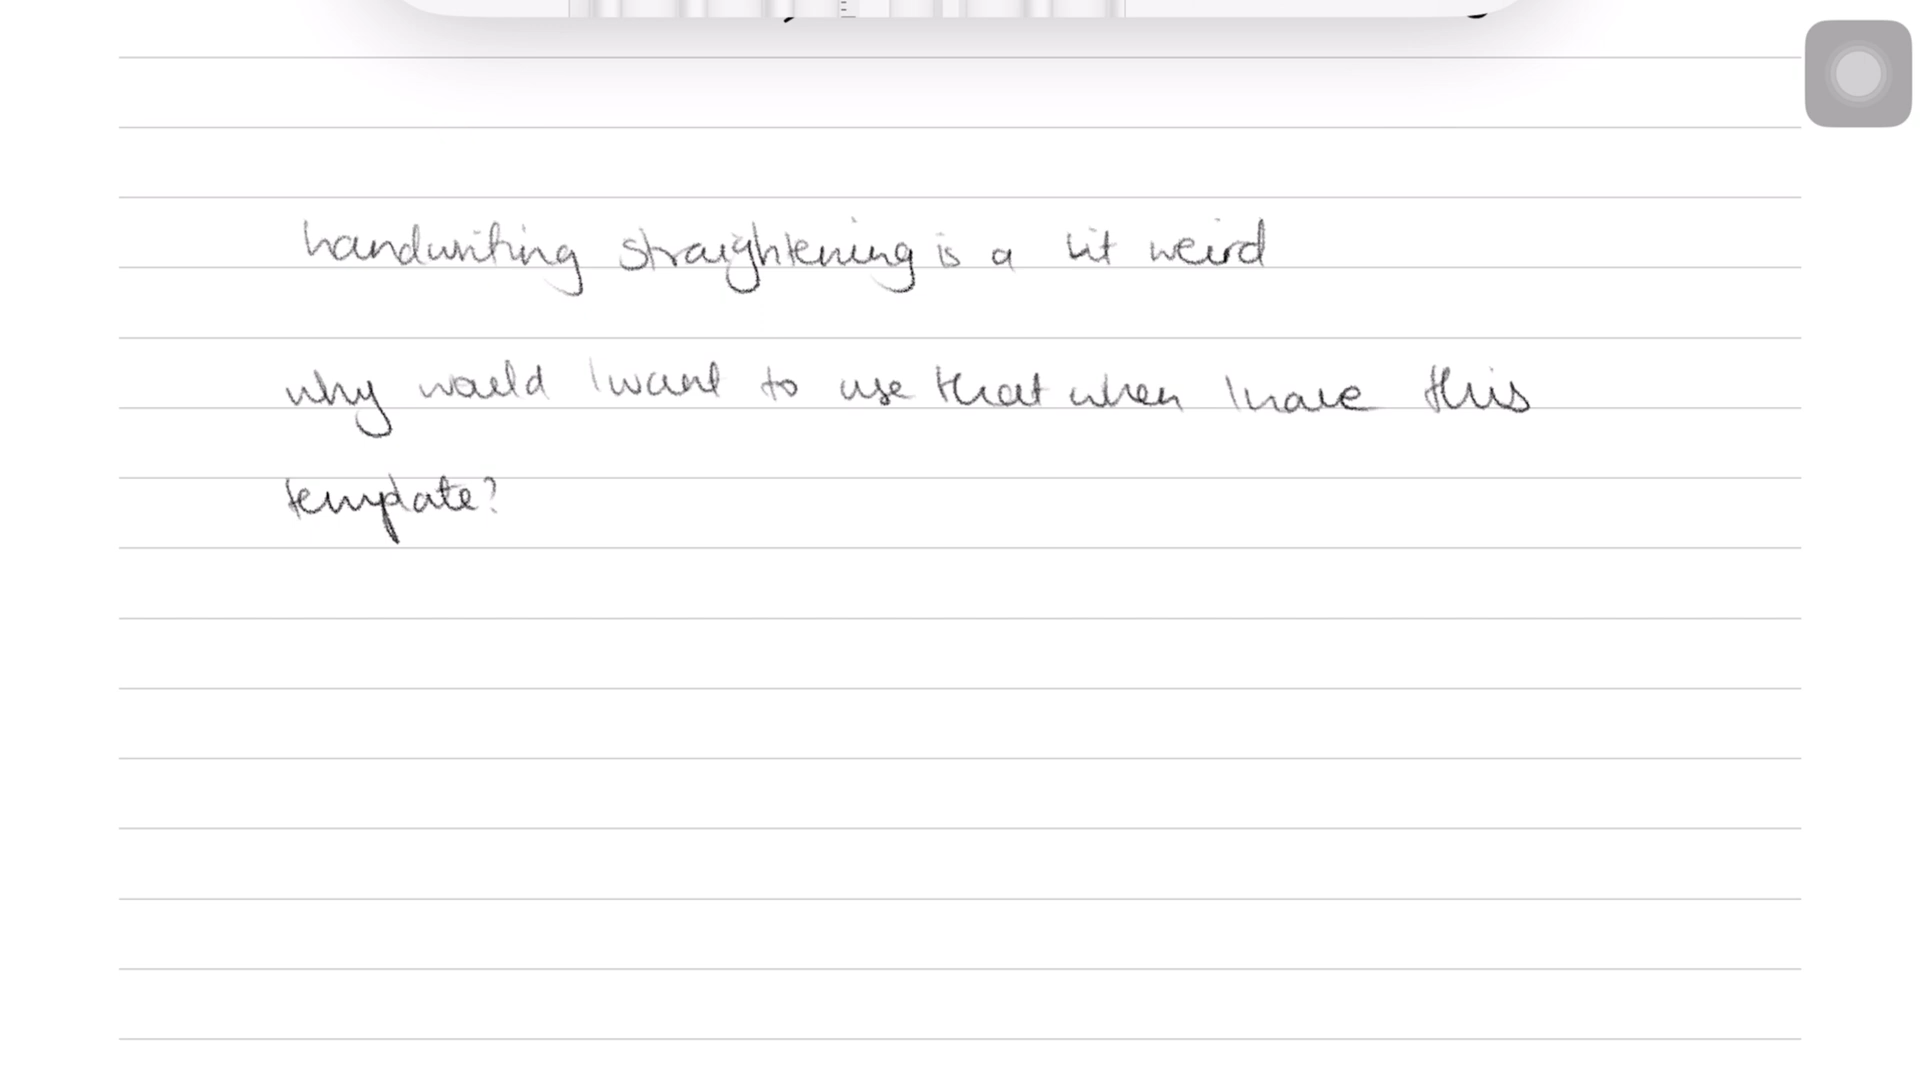 handwriting straightening is a bit weird
why would I want to use that when I have this
template?